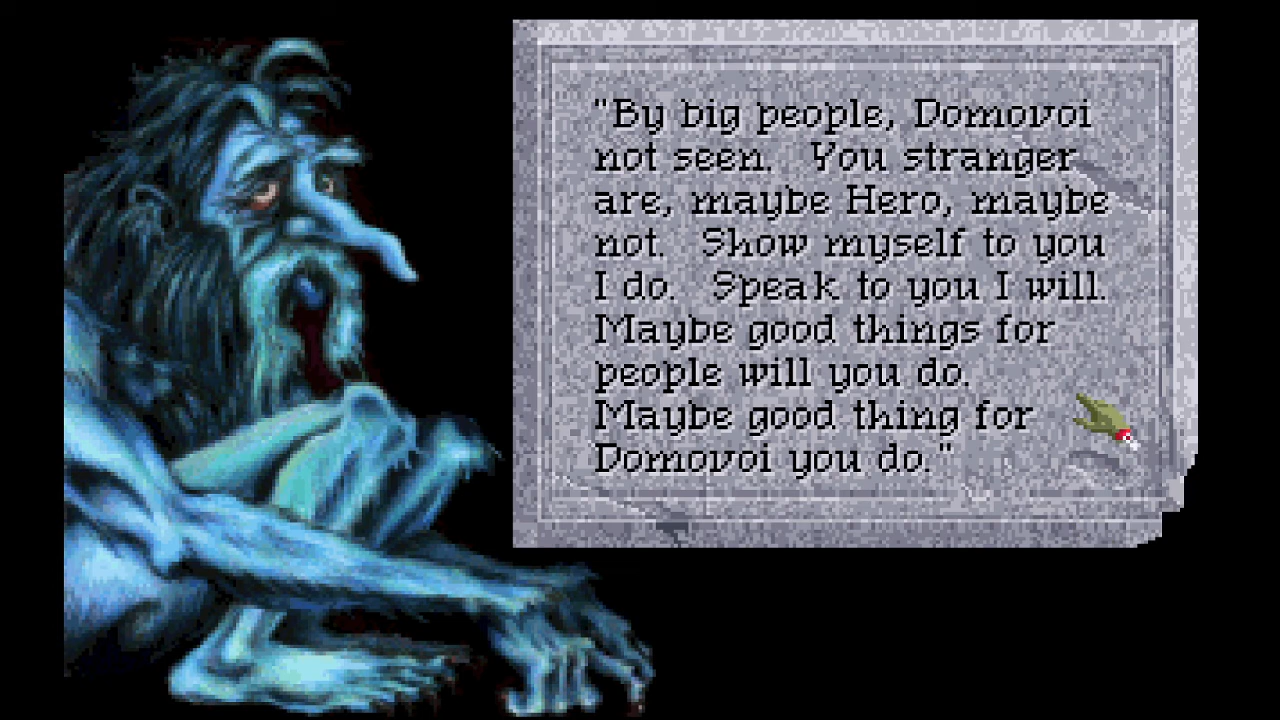 "By big people, Domovoi
not seen.  You stranger
are, maybe Hero, maybe
not.  Show myself to you
I do.  Speak to you I will.
Maybe good things for
people will you do.
Maybe good thing for
Domovoi you do."